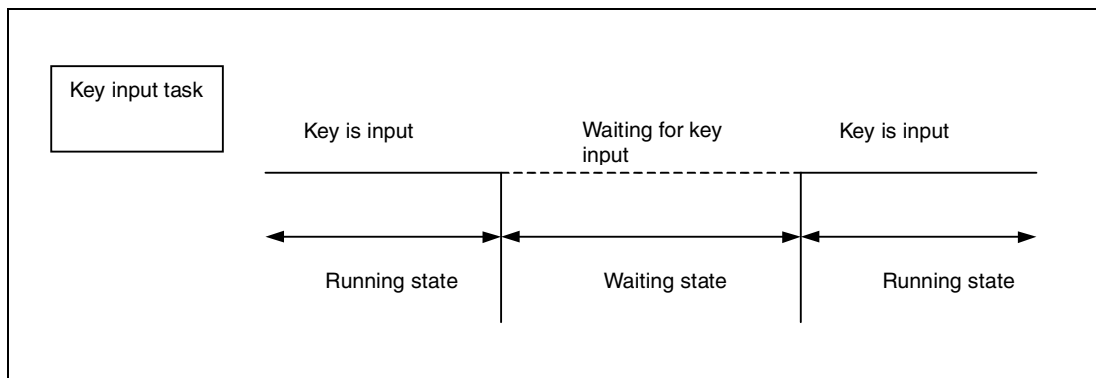 Key input task
Key is input
Waiting for key
input
Key is input
Running state
Waiting state
Running state